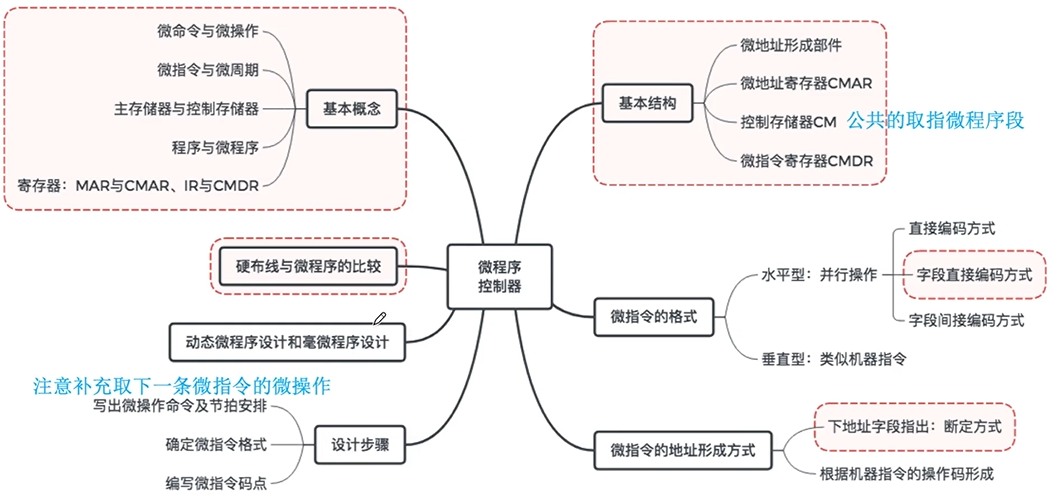 微程序
控制器
基本概念
微命令与微操作
微指令与微周期
主存储器与控制存储器
程序与微程序
寄存器：MAR与CMAR、IR与CMDR
硬布线与微程序的比较
动态微程序设计和毫微程序设计
注意补充取下一条微指令的微操作
设计步骤
写出微操作命令及节拍安排
确定微指令格式
编写微指令码点
基本结构
微地址形成部件
微地址寄存器CMAR
控制存储器CM 公共的取指微程序段
微指令寄存器CMDR
微指令的格式
水平型：并行操作
直接编码方式
字段直接编码方式
字段间接编码方式
垂直型：类似机器指令
微指令的地址形成方式
下地址字段指出：断定方式
根据机器指令的操作码形成